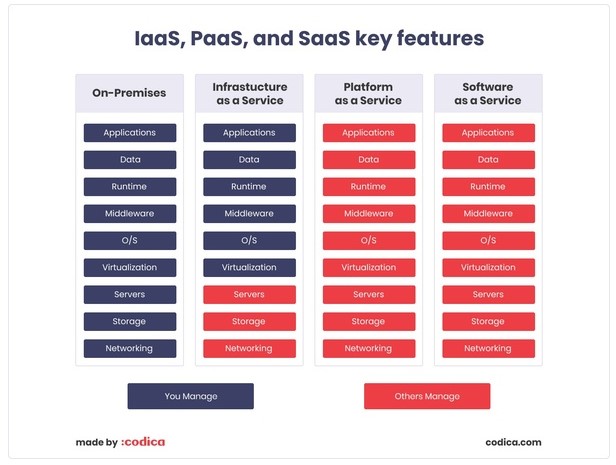 IaaS, PaaS, and SaaS key features
On-Premises
Applications
Data
Runtime
Middleware
O/S
Virtualization
Servers
Storage
Networking
Infrastucture
as a Service
Applications
Data
Runtime
Middleware
O/S
Virtualization
Servers
Storage
Networking
Platform
as a Service
Applications
Data
Runtime
Middleware
O/S
Virtualization
Servers
Storage
Networking
Software
as a Service
Applications
Data
Runtime
Middleware
O/S
Virtualization
Servers
Storage
Networking
You Manage
Others Manage
made by :codica
codica.com